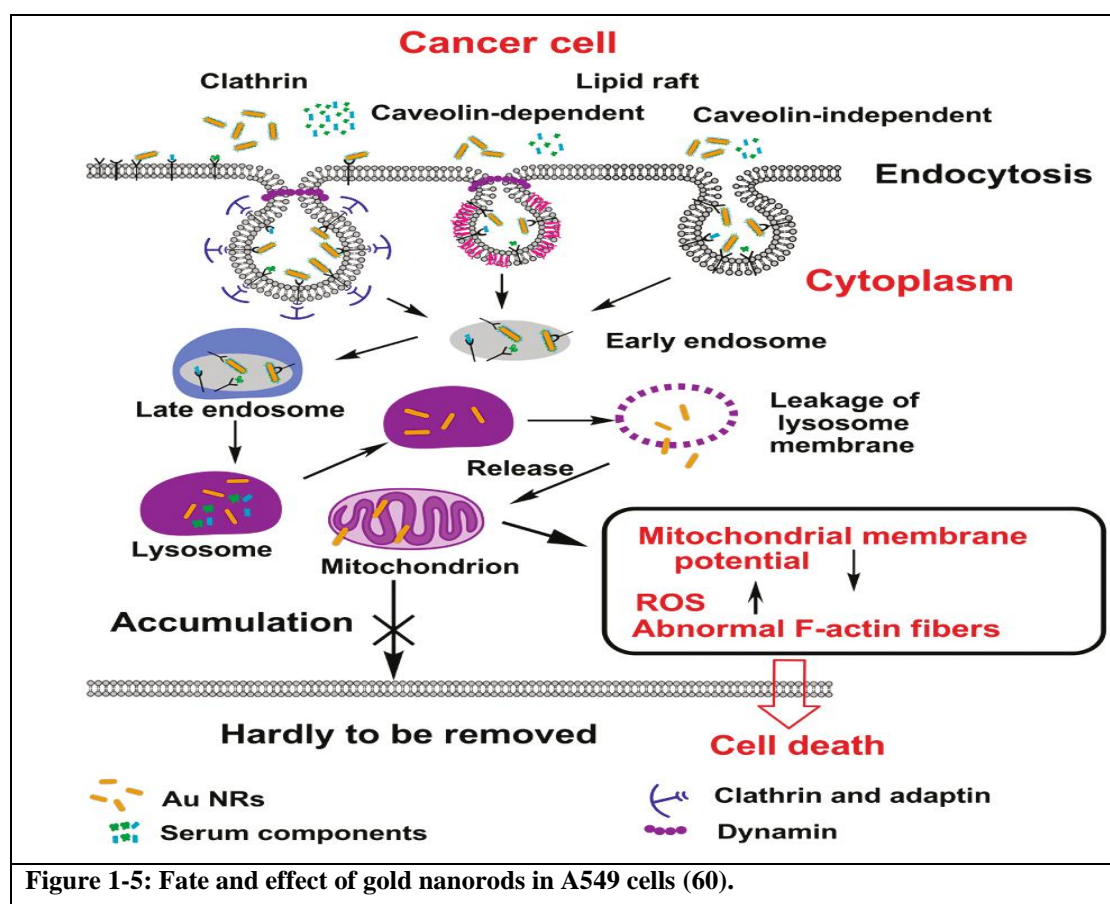 Cancer cell
Clathrin
Lipid raft
Caveolin-dependent
Caveolin-independent
Endocytosis
Cytoplasm
Early endosome
Late endosome
Leakage of
lysosome
membrane
Release
Lysosome
Mitochondrion
Mitochondrial membrane
potential
ROS
Abnormal F-actin fibers
Accumulation
Hardly to be removed
Cell death
Au NRs
Serum components
Clathrin and adaptin
Dynamin
Figure 1-5: Fate and effect of gold nanorods in A549 cells (60).